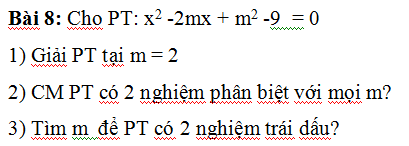 Bài 8: Cho PT: x² -2mx + m² -9 = 0
1) Giải PT tại m = 2
2) CM PT có 2 nghiệm phân biệt với mọi m?
3) Tìm m để PT có 2 nghiệm trái dấu?